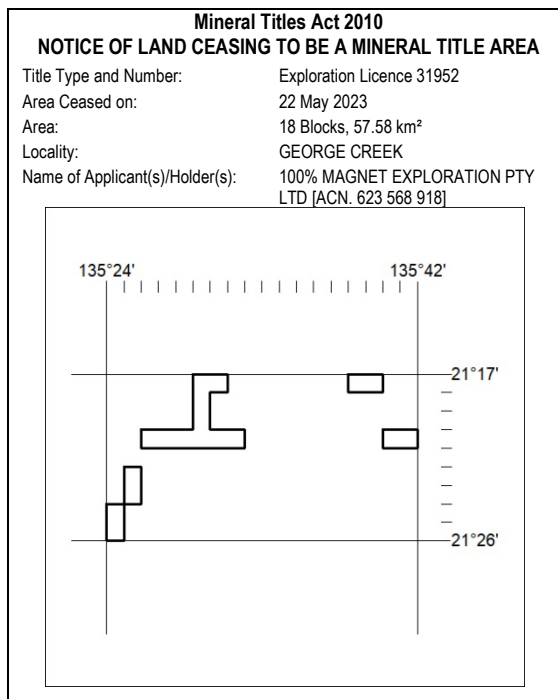 Mineral Titles Act 2010
NOTICE OF LAND CEASING TO BE A MINERAL TITLE AREA
Title Type and Number: Exploration Licence 31952
Area Ceased on: 22 May 2023
Area: 18 Blocks, 57.58 km²
Locality: GEORGE CREEK
Name of Applicant(s)/Holder(s): 100% MAGNET EXPLORATION PTY
LTD [ACN. 623 568 918]
135°24' 135°42'
21°17'
21°26'